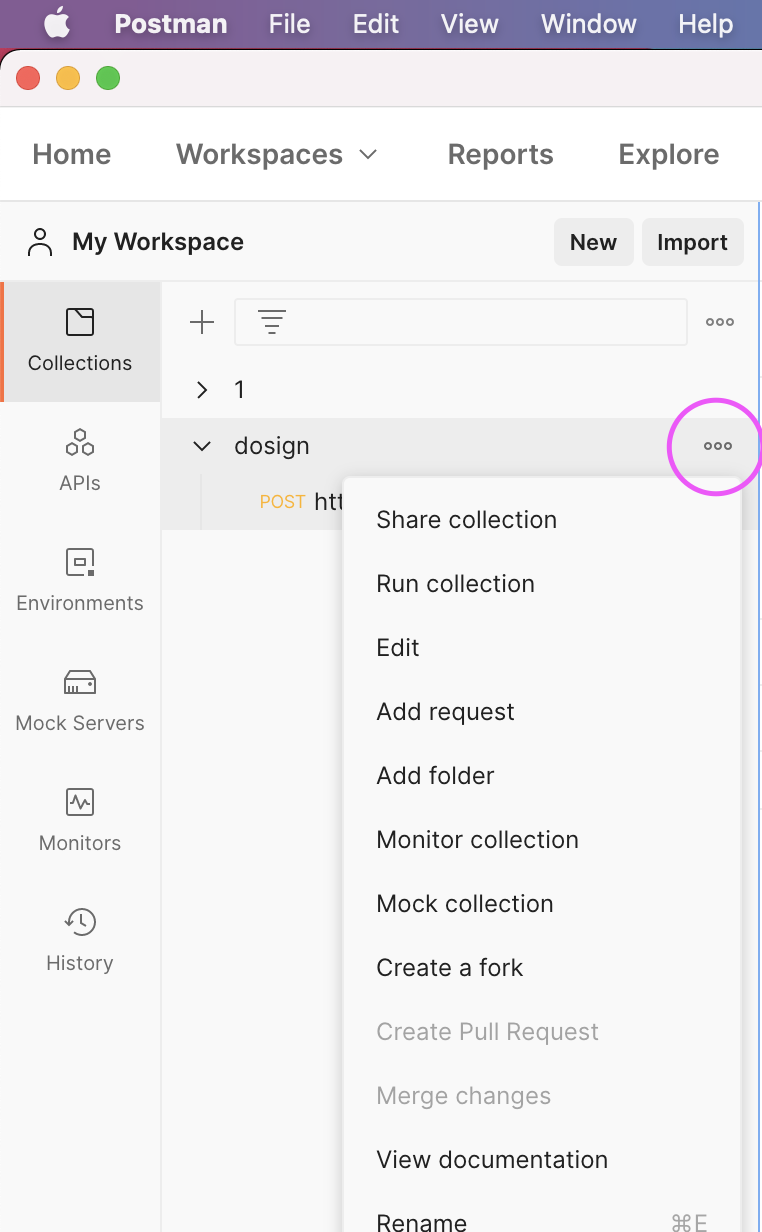 Postman File Edit View Window Help
Home Workspaces Reports Explore
My Workspace New Import
Collections
1
dosign
APIs
POST htt
Share collection
Run collection
Environments
Edit
Add request
Mock Servers
Add folder
Monitors
Monitor collection
Mock collection
History
Create a fork
Create Pull Request
Merge changes
View documentation
Rename ⌘E